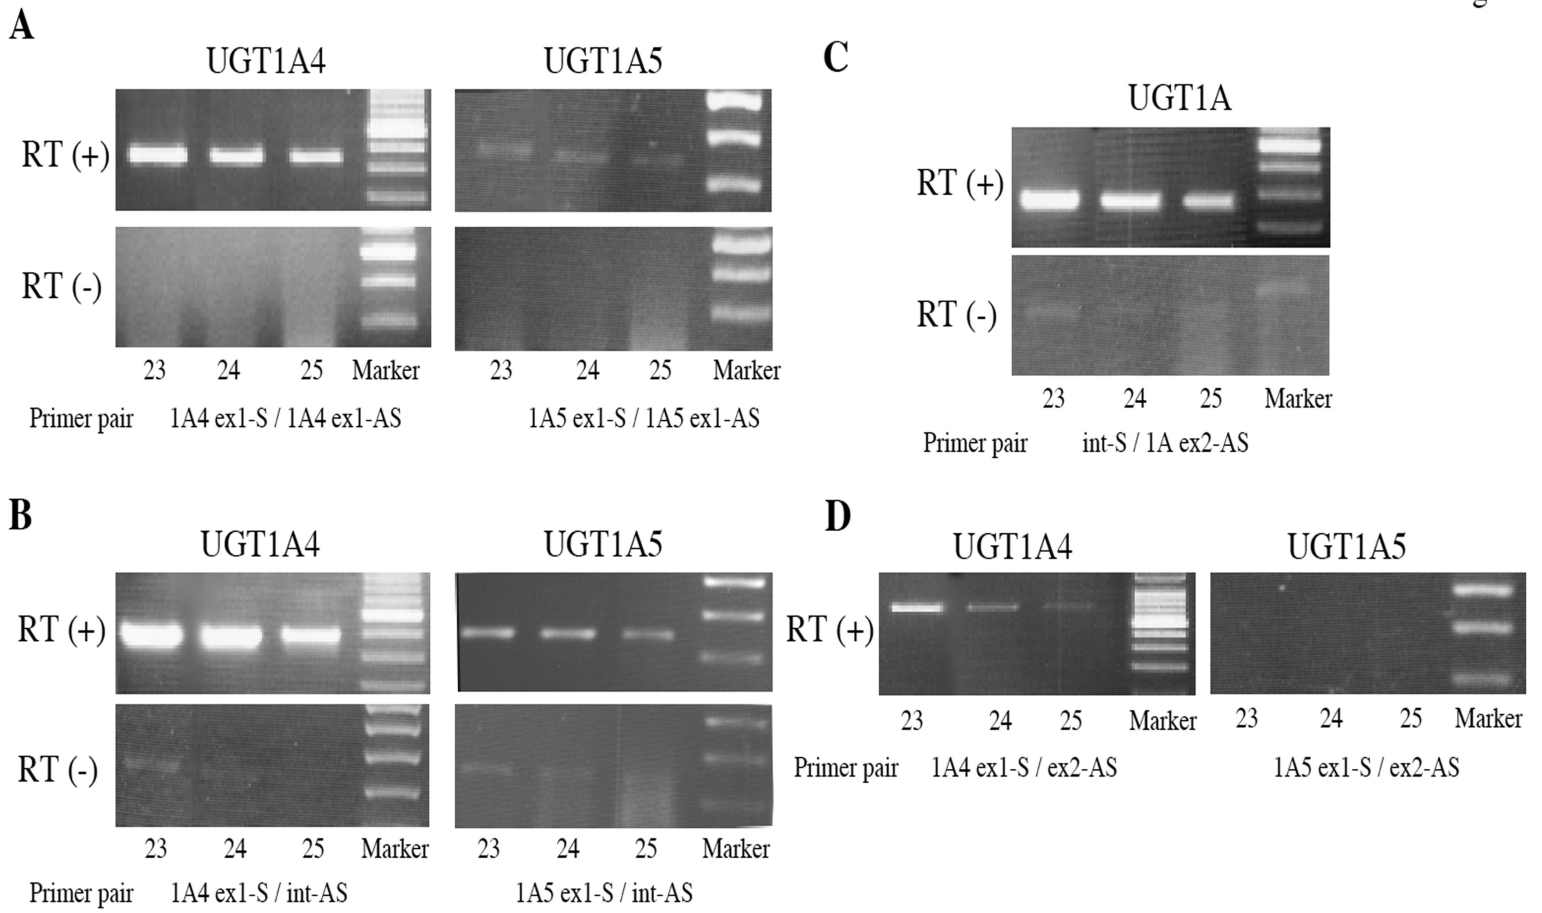 g
A
UGT1A4 UGT1A5
RT (+)
RT (-)
23 24 25 Marker 23 24 25 Marker
Primer pair 1A4 ex1-S / 1A4 ex1-AS 1A5 ex1-S / 1A5 ex1-AS
C
UGT1A
RT (+)
RT (-)
23 24 25 Marker
Primer pair int-S / 1A ex2-AS
B
UGT1A4 UGT1A5
RT (+)
RT (-)
23 24 25 Marker 23 24 25 Marker
Primer pair 1A4 ex1-S / int-AS 1A5 ex1-S / int-AS
D
UGT1A4 UGT1A5
RT (+)
23 24 25 Marker 23 24 25 Marker
Primer pair 1A4 ex1-S / ex2-AS 1A5 ex1-S / ex2-AS